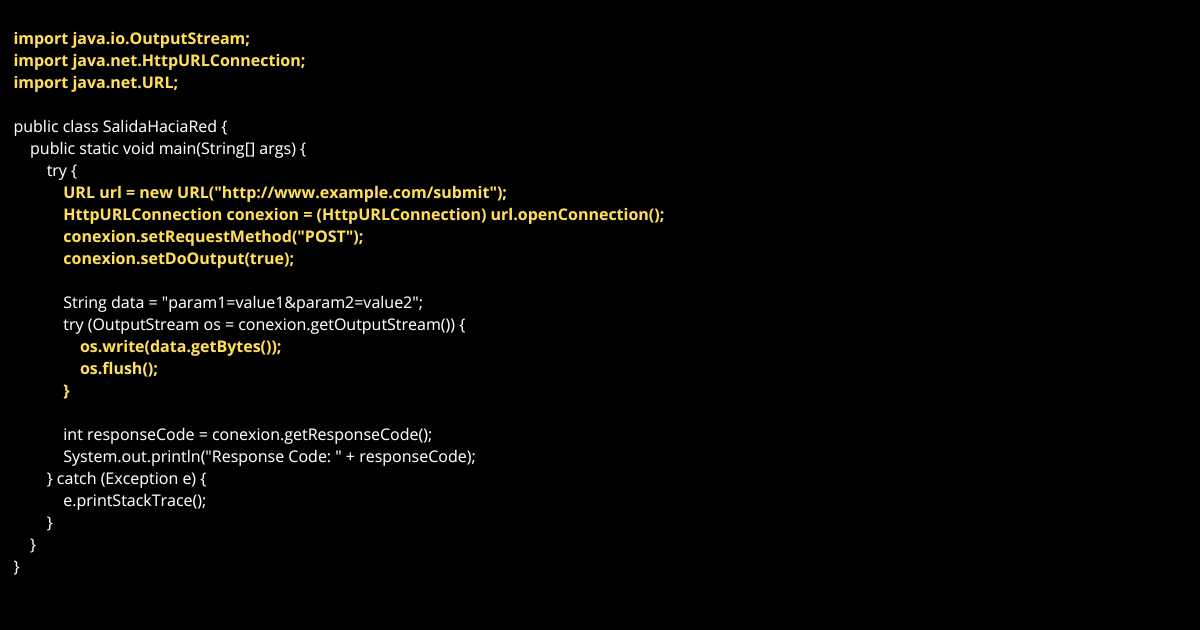 import java.io.OutputStream;
import java.net.HttpURLConnection;
import java.net.URL;
public class SalidaHaciaRed {
public static void main(String[] args) {
try {
URL url = new URL("http://www.example.com/submit");
HttpURLConnection conexion = (HttpURLConnection) url.openConnection();
conexion.setRequestMethod("POST");
conexion.setDoOutput(true);
String data = "param1=value1&param2=value2";
try (OutputStream os = conexion.getOutputStream()) {
os.write(data.getBytes());
os.flush();
}
int responseCode = conexion.getResponseCode();
System.out.println("Response Code: " + responseCode);
} catch (Exception e) {
e.printStackTrace();
}
}
}